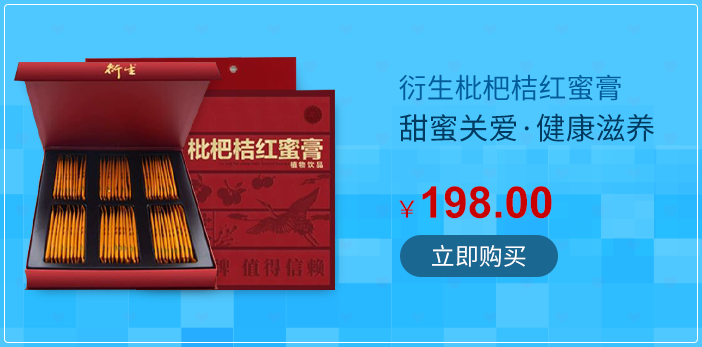 衍生
枇杷桔红蜜膏
植物饮品
牌 值得信赖
衍生枇杷桔红蜜膏
甜蜜关爱·健康滋养
¥ 198.00
立即购买